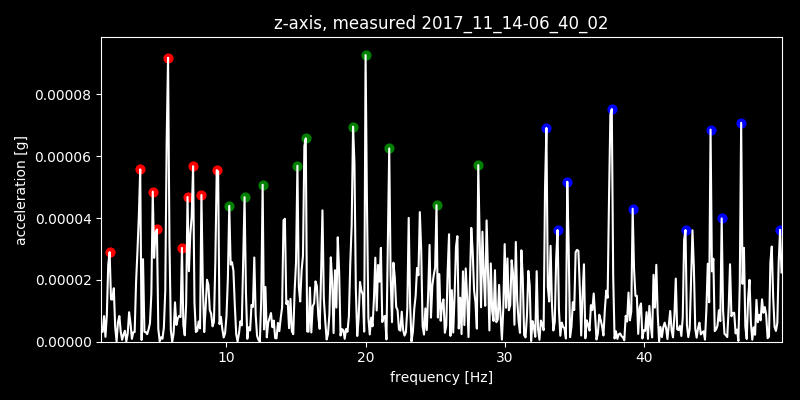 z-axis, measured 2017_11_14-06_40_02
acceleration [g]
0.00008
0.00006
0.00004
0.00002
0.00000
10 20 30 40
frequency [Hz]